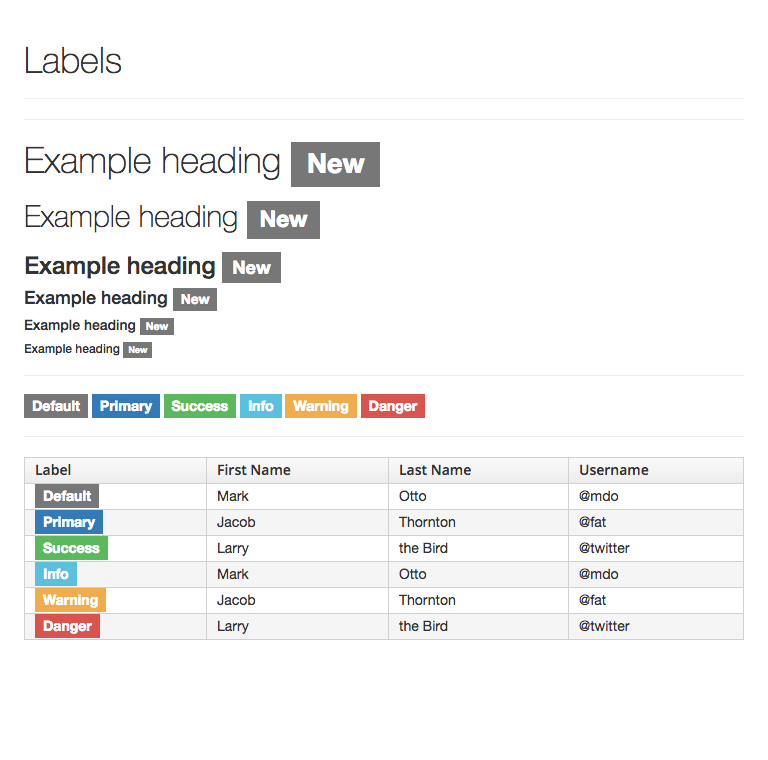 Labels
Example heading New
Example heading New
Example heading New
Example heading New
Example heading New
Example heading New
Default Primary Success Info Warning Danger
Label First Name Last Name Username
Default Mark Otto @mdo
Primary Jacob Thornton @fat
Success Larry the Bird @twitter
Info Mark Otto @mdo
Warning Jacob Thornton @fat
Danger Larry the Bird @twitter